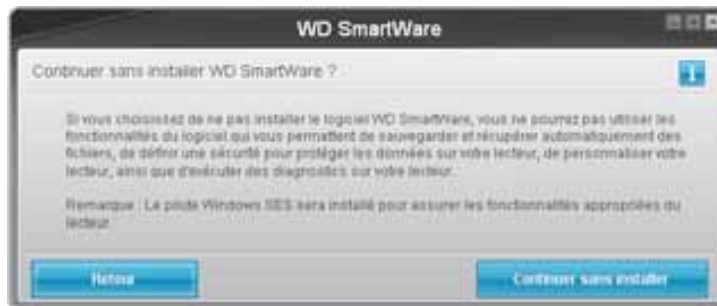 WD SmartWare
Continuer sans installer WD SmartWare ?
Si vous choisissez de ne pas installer le logiciel WD SmartWare, vous ne pourrez pas utiliser les
fonctionnalités du logiciel qui vous permettent de sauvegarder et récupérer automatiquement des
fichiers, de définir une sécurité pour protéger les données sur votre lecteur, de personnaliser votre
lecteur, ainsi que d'exécuter des diagnostics sur votre lecteur.
Remarque : Le pilote Windows SES sera installé pour assurer les fonctionnalités appropriées du
lecteur
Retour
Continuer sans installer